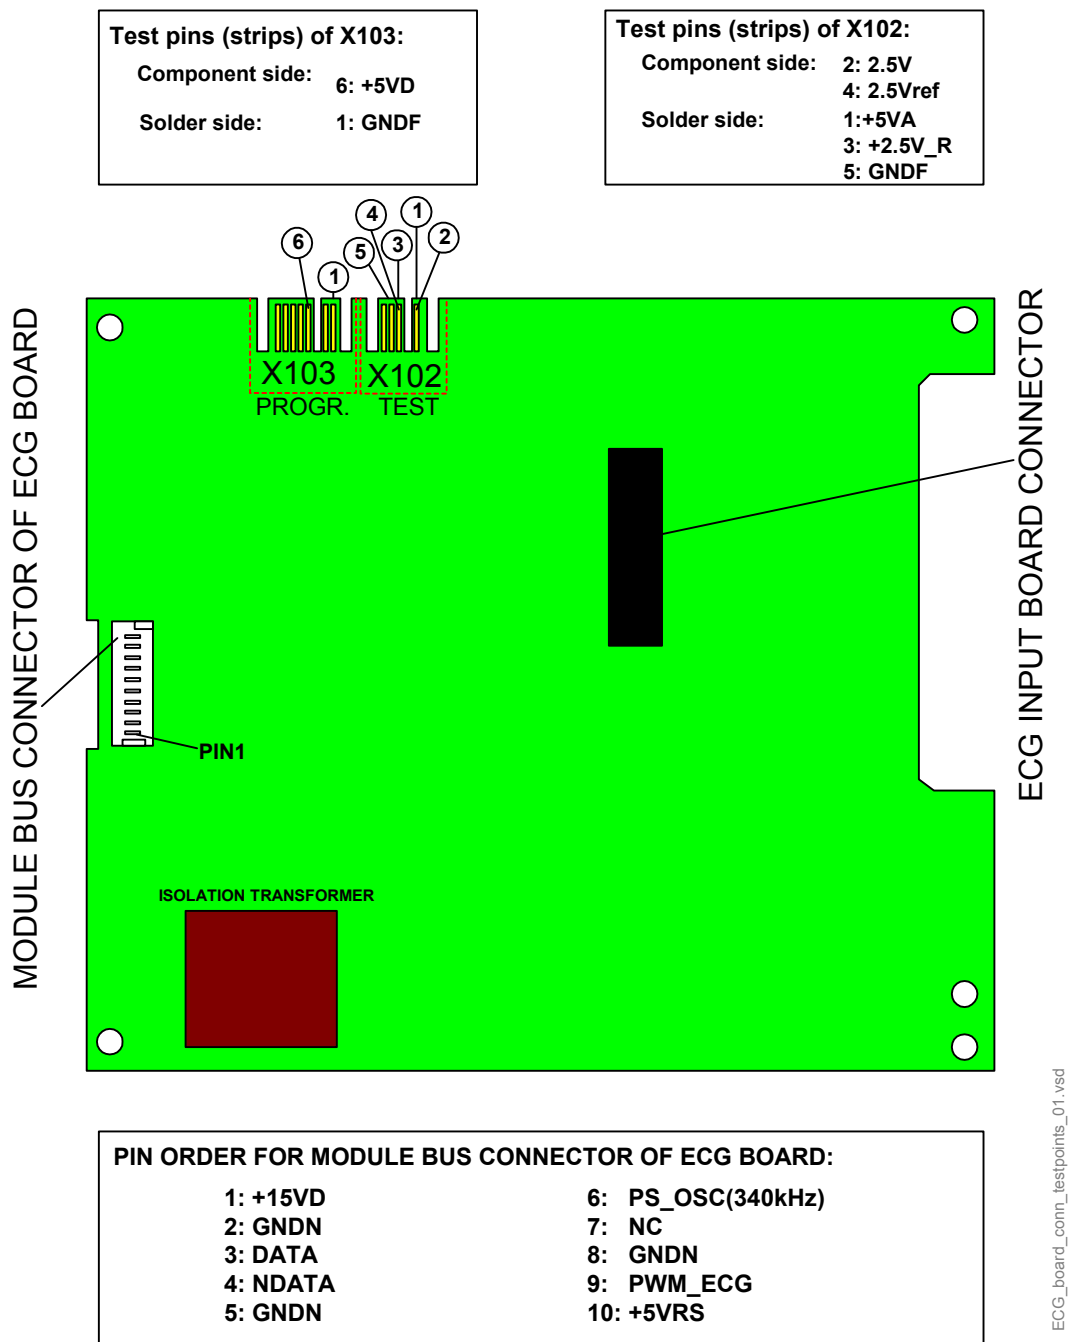 Test pins (strips) of X103:
Component side:
6: +5VD
Solder side: 1: GNDF
Test pins (strips) of X102:
Component side: 2: 2.5V
4: 2.5Vref
Solder side: 1:+5VA
3: +2.5V_R
5: GNDF
6
1
5
4
3
1
2
X103
PROGR.
X102
TEST
MODULE BUS CONNECTOR OF ECG BOARD
ECG INPUT BOARD CONNECTOR
PIN1
ISOLATION TRANSFORMER
PIN ORDER FOR MODULE BUS CONNECTOR OF ECG BOARD:
1: +15VD
2: GNDN
3: DATA
4: NDATA
5: GNDN
6: PS_OSC(340kHz)
7: NC
8: GNDN
9: PWM_ECG
10: +5VRS
ECG_board_conn_testpoints_01.vsd